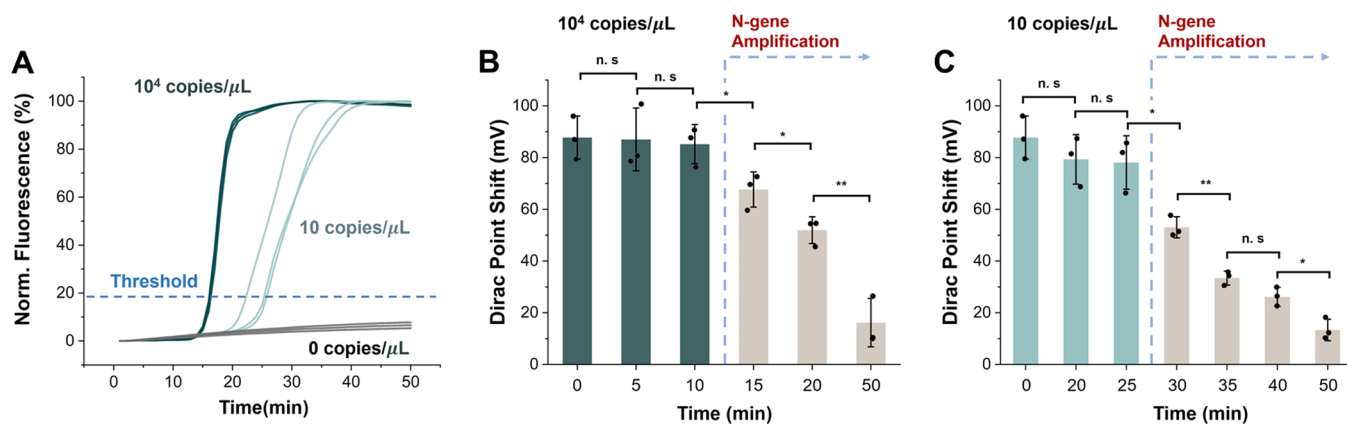 A
Norm. Fluorescence (%)
100
80
60
40
20
0
10⁴ copies/μL
10 copies/μL
Threshold
0 copies/μL
0
10
20
30
40
50
Time(min)
B
10⁴ copies/μL
N-gene
Amplification
Dirac Point Shift (mV)
100
80
60
40
20
0
n. s
n. s
*
*
**
0
5
10
15
20
50
Time (min)
C
10 copies/μL
N-gene
Amplification
Dirac Point Shift (mV)
100
80
60
40
20
0
n. s
n. s
*
**
n. s
*
0
20
25
30
35
40
50
Time (min)